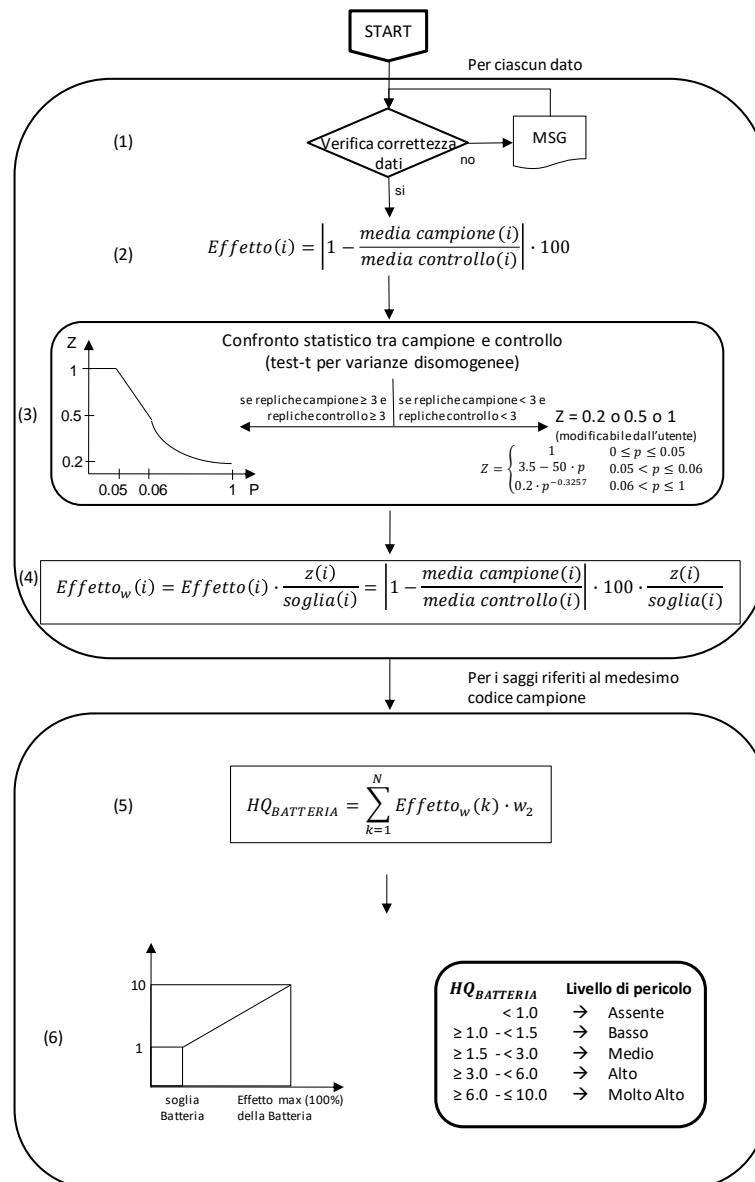 START
Per ciascun dato
(1)
Verifica correttezza
dati
no
MSG
si
(2)
Effetto(i) = |1 − media campione(i) / media controllo(i)| · 100
(3)
Confronto statistico tra campione e controllo
(test-t per varianze disomogenee)
Z
1
0.5
0.2
0.05 0.06 1 P
se repliche campione ≥ 3 e
repliche controllo ≥ 3
se repliche campione < 3 e
repliche controllo < 3
Z = 0.2 o 0.5 o 1
(modificabile dall'utente)
Z = { 1 0 ≤ p ≤ 0.05
3.5 − 50 · p 0.05 < p ≤ 0.06
0.2 · p^−0.3257 0.06 < p ≤ 1
(4)
Effetto_w(i) = Effetto(i) · z(i) / soglia(i) = |1 − media campione(i) / media controllo(i)| · 100 · z(i) / soglia(i)
Per i saggi riferiti al medesimo
codice campione
(5)
HQ_BATTERIA = ∑_{k=1}^{N} Effetto_w(k) · w_2
(6)
10
1
soglia
Batteria
Effetto max (100%)
della Batteria
HQ_BATTERIA Livello di pericolo
< 1.0 → Assente
≥ 1.0 - < 1.5 → Basso
≥ 1.5 - < 3.0 → Medio
≥ 3.0 - < 6.0 → Alto
≥ 6.0 - ≤ 10.0 → Molto Alto